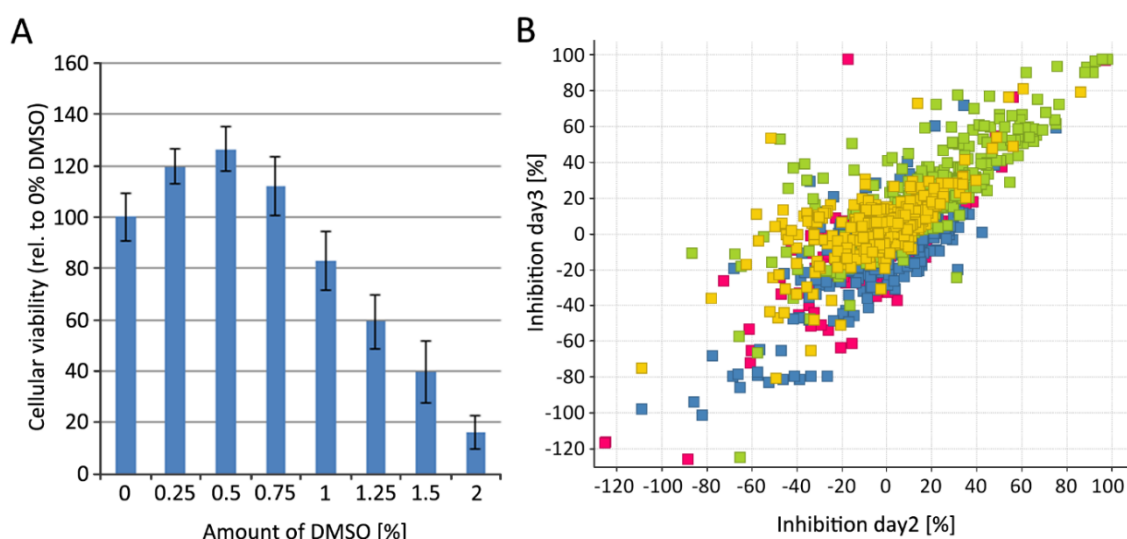 A
160
140
120
100
80
60
40
20
0
0 0.25 0.5 0.75 1 1.25 1.5 2
Cellular viability (rel. to 0% DMSO)
Amount of DMSO [%]
B
100
80
60
40
20
0
-20
-40
-60
-80
-100
-120
-120 -100 -80 -60 -40 -20 0 20 40 60 80 100
Inhibition day3 [%]
Inhibition day2 [%]